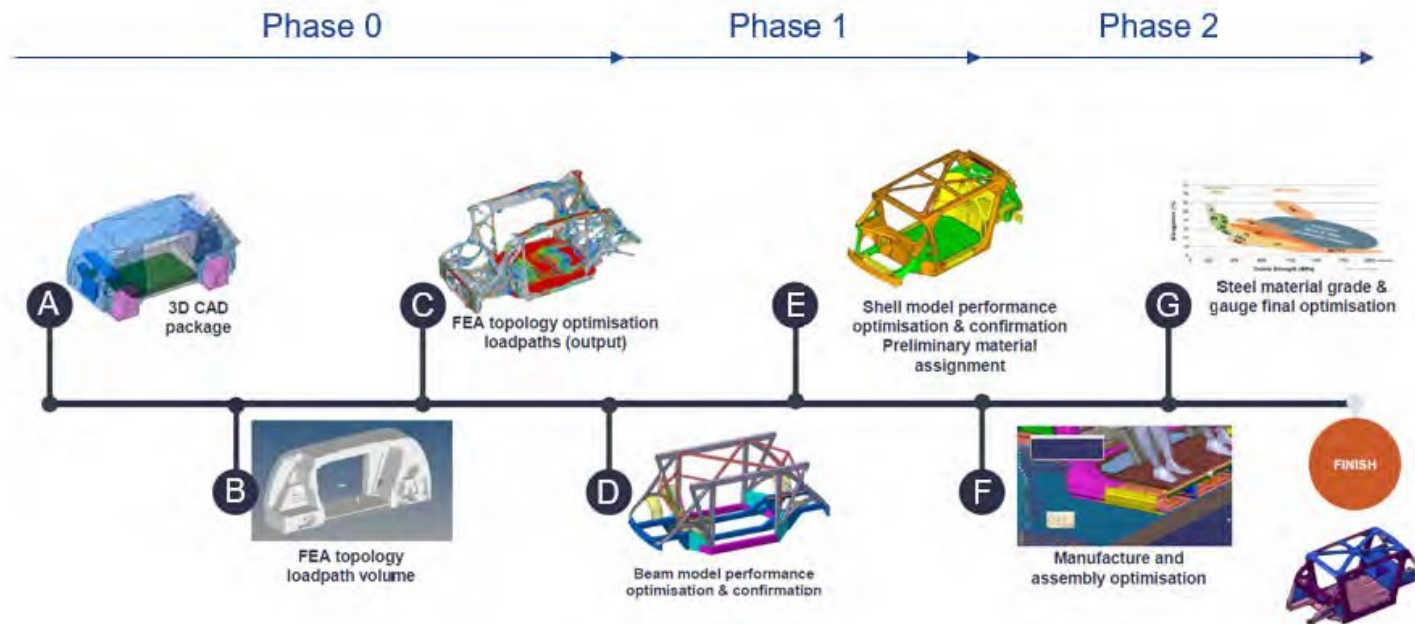 Phase 0
Phase 1
Phase 2
A
3D CAD
package
B
FEA topology
loadpath volume
C
FEA topology optimisation
loadpaths (output)
D
Beam model performance
optimisation & confirmation
E
Shell model performance
optimisation & confirmation
Preliminary material
assignment
F
Manufacture and
assembly optimisation
G
Steel material grade &
gauge final optimisation
FINISH